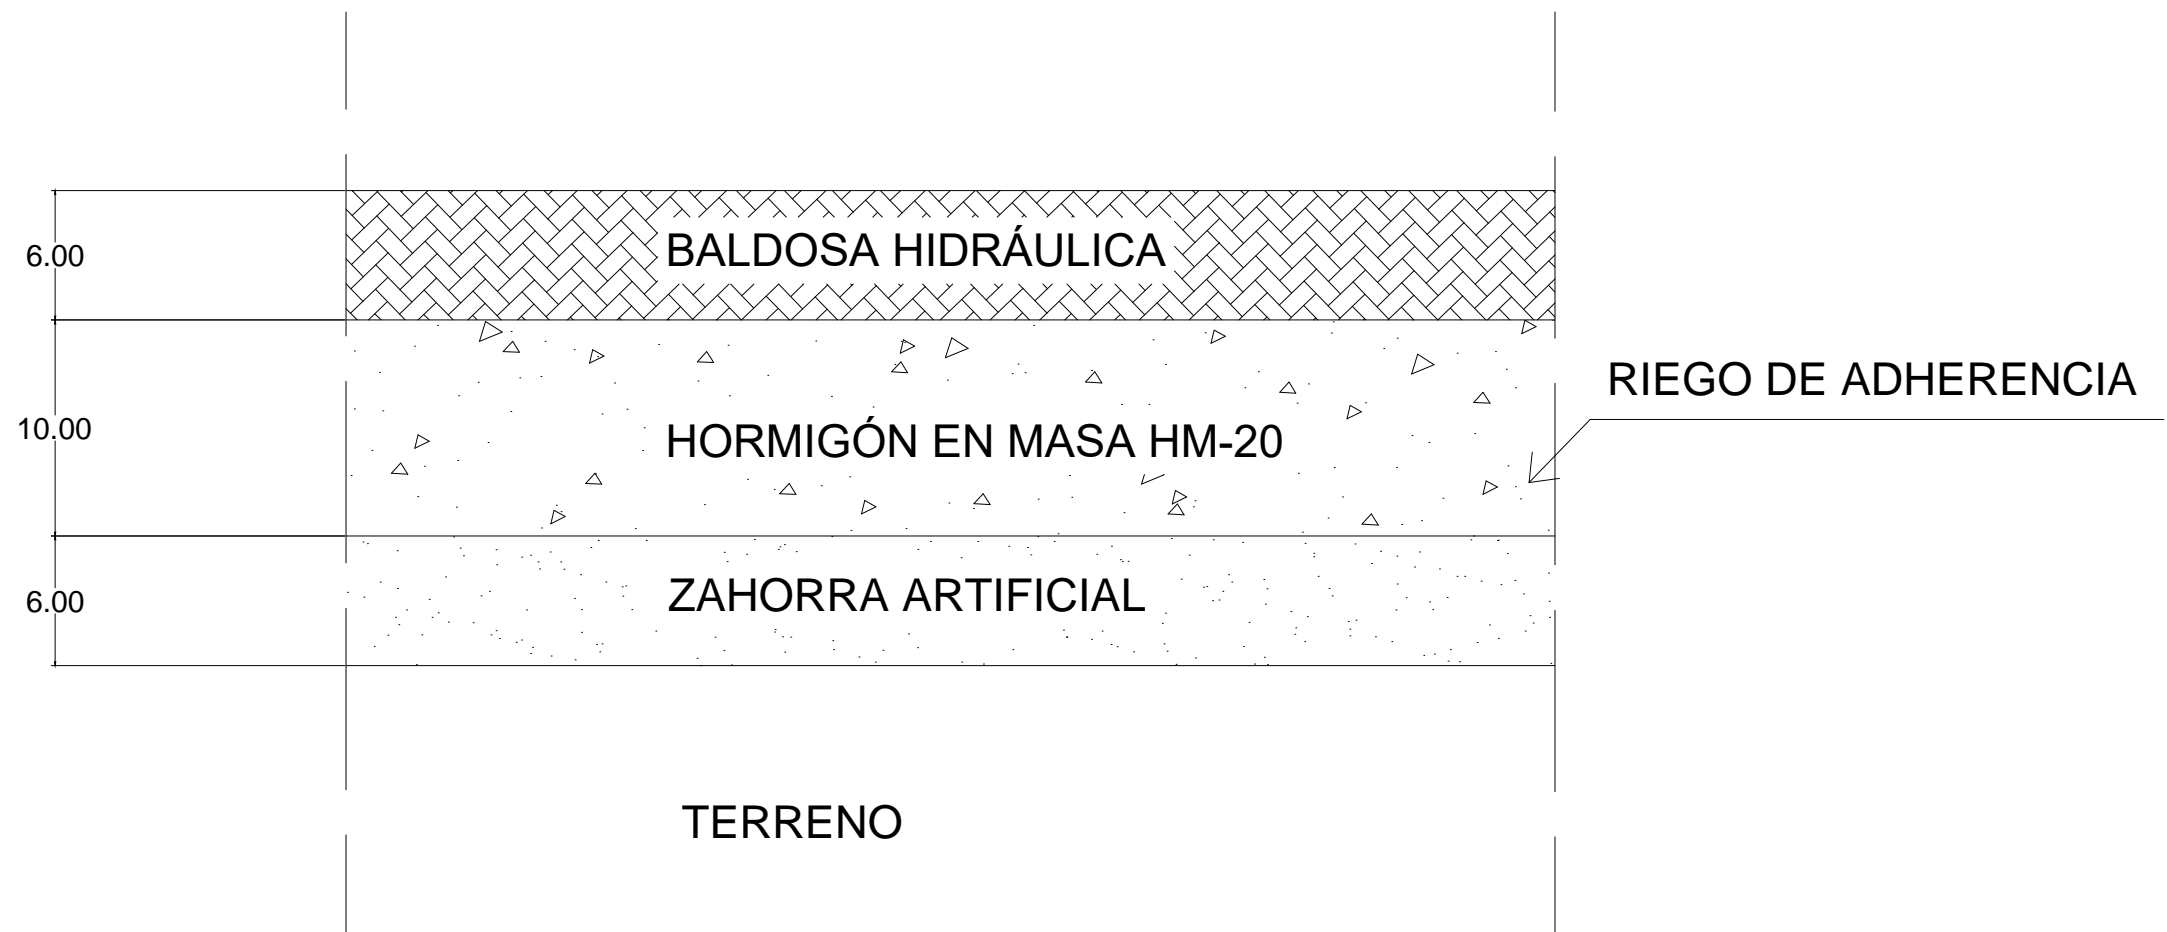 6.00
BALDOSA HIDRÁULICA
RIEGO DE ADHERENCIA
10.00
HORMIGÓN EN MASA HM-20
6.00
ZAHORRA ARTIFICIAL
TERRENO